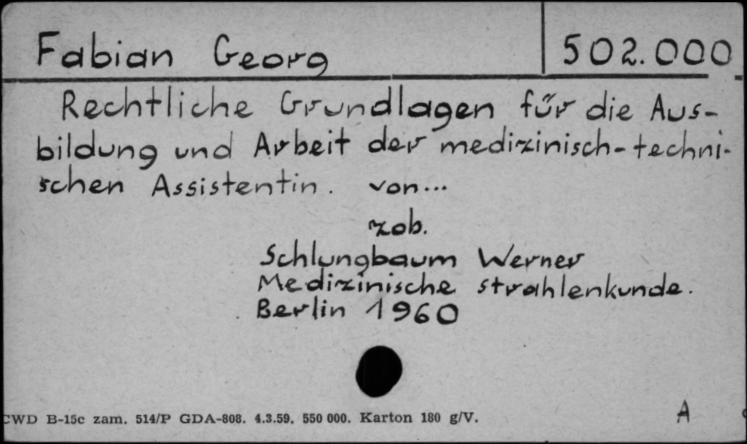 Fabian Georg 502.000
Rechtliche Grundlagen für die Aus-
bildung und Arbeit der medizinisch-techni-
schen Assistentin. von...
zob.
Schlungbaum Werner
Medizinische strahlenkunde.
Berlin 1960
CWD B-15c zam. 514/P GDA-808. 4.3.59. 550 000. Karton 180 g/V.
A